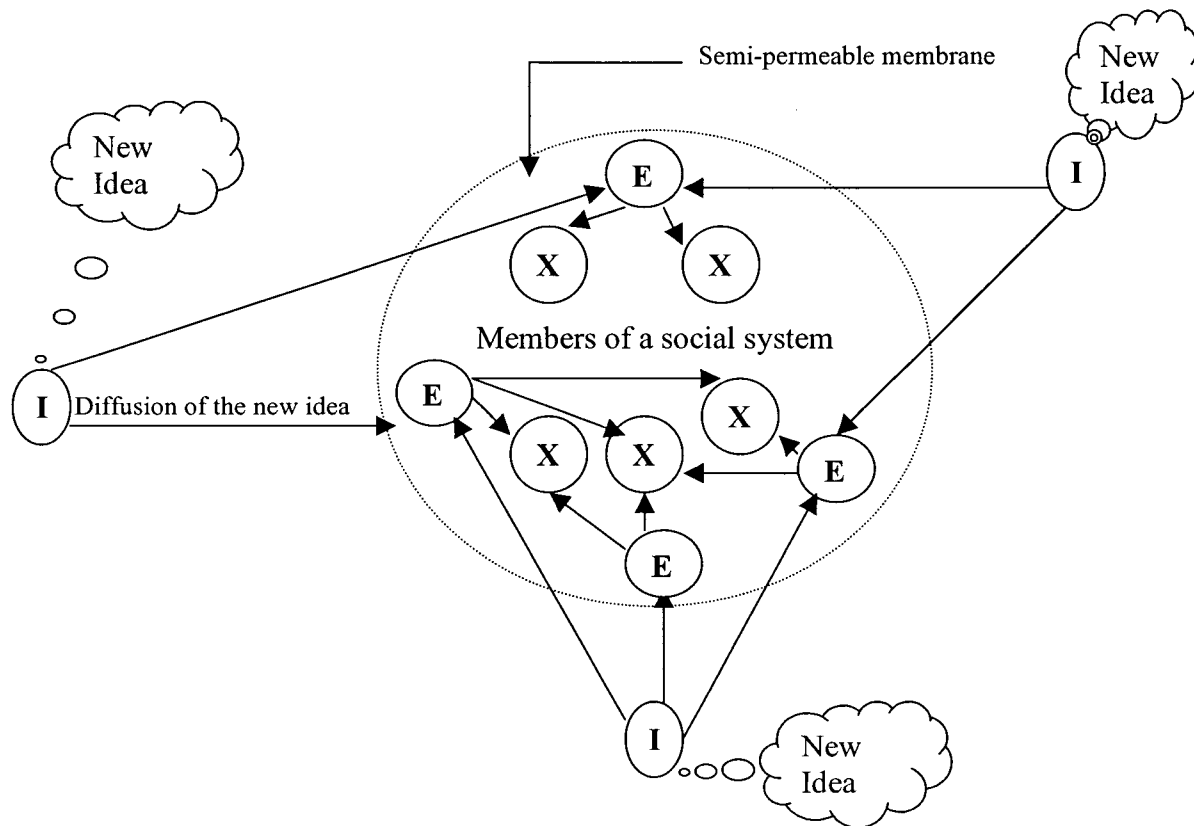 Semi-permeable membrane
New
Idea
New
Idea
E
I
X
X
Members of a social system
E
I
Diffusion of the new idea
X
X
X
E
E
I
New
Idea